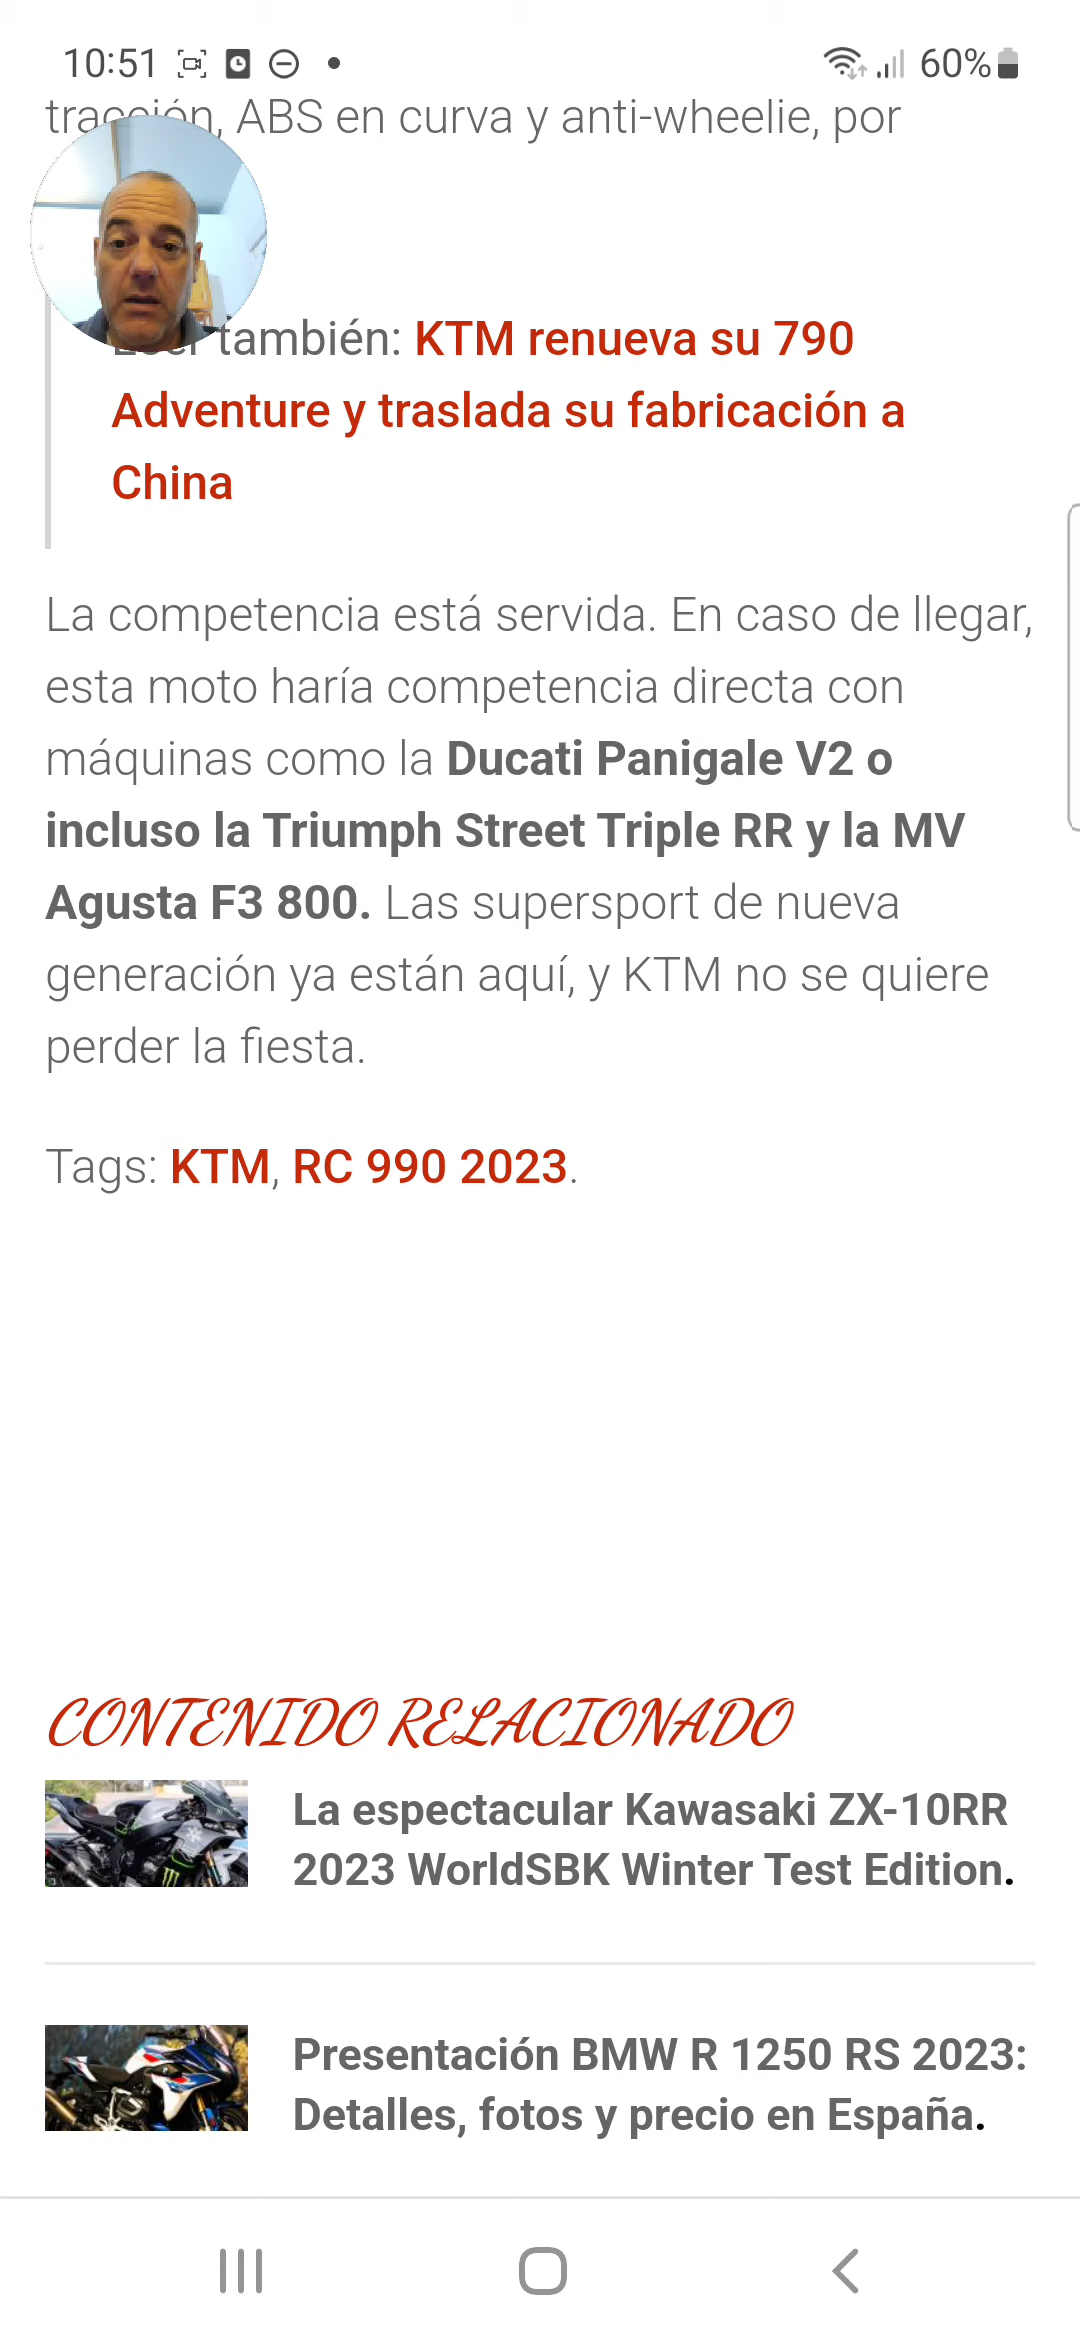 10:51
60%
tracción, ABS en curva y anti-wheelie, por
Leer también: KTM renueva su 790
Adventure y traslada su fabricación a
China
La competencia está servida. En caso de llegar,
esta moto haría competencia directa con
máquinas como la Ducati Panigale V2 o
incluso la Triumph Street Triple RR y la MV
Agusta F3 800. Las supersport de nueva
generación ya están aquí, y KTM no se quiere
perder la fiesta.
Tags: KTM, RC 990 2023.
CONTENIDO RELACIONADO
La espectacular Kawasaki ZX-10RR
2023 WorldSBK Winter Test Edition.
Presentación BMW R 1250 RS 2023:
Detalles, fotos y precio en España.